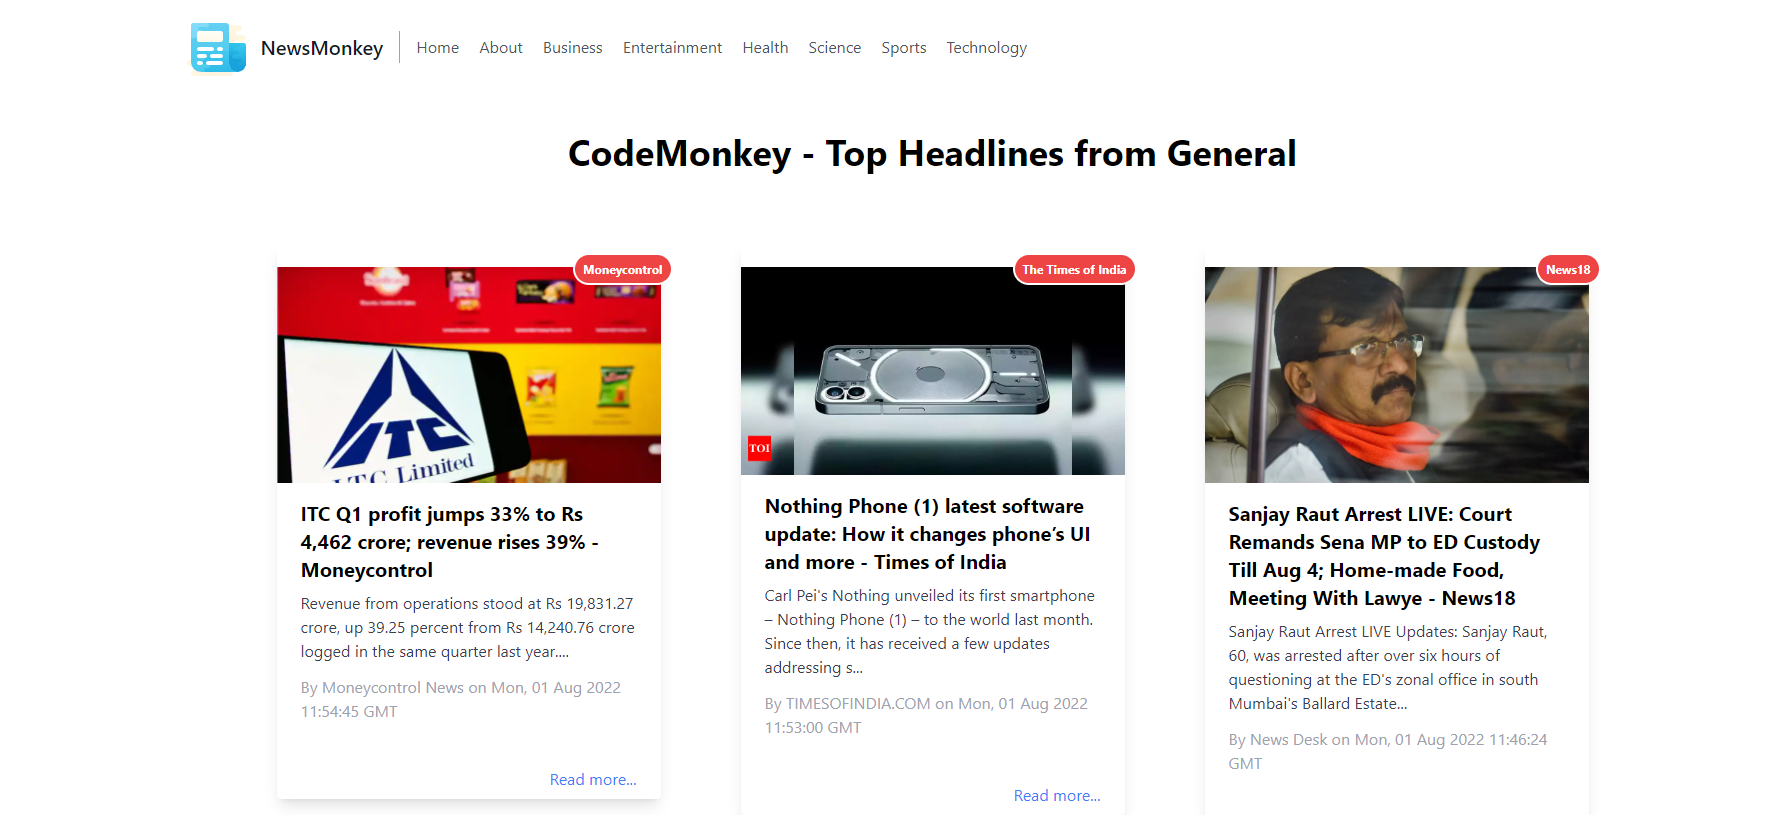 NewsMonkey
Home About Business Entertainment Health Science Sports Technology
CodeMonkey - Top Headlines from General
Moneycontrol
ITC
ITC Limited
ITC Q1 profit jumps 33% to Rs
4,462 crore; revenue rises 39% -
Moneycontrol
Revenue from operations stood at Rs 19,831.27
crore, up 39.25 percent from Rs 14,240.76 crore
logged in the same quarter last year....
By Moneycontrol News on Mon, 01 Aug 2022
11:54:45 GMT
Read more...
The Times of India
TOI
Nothing Phone (1) latest software
update: How it changes phone’s UI
and more - Times of India
Carl Pei's Nothing unveiled its first smartphone
– Nothing Phone (1) – to the world last month.
Since then, it has received a few updates
addressing s...
By TIMESOFINDIA.COM on Mon, 01 Aug 2022
11:53:00 GMT
Read more...
News18
Sanjay Raut Arrest LIVE: Court
Remands Sena MP to ED Custody
Till Aug 4; Home-made Food,
Meeting With Lawye - News18
Sanjay Raut Arrest LIVE Updates: Sanjay Raut,
60, was arrested after over six hours of
questioning at the ED's zonal office in south
Mumbai's Ballard Estate...
By News Desk on Mon, 01 Aug 2022 11:46:24
GMT